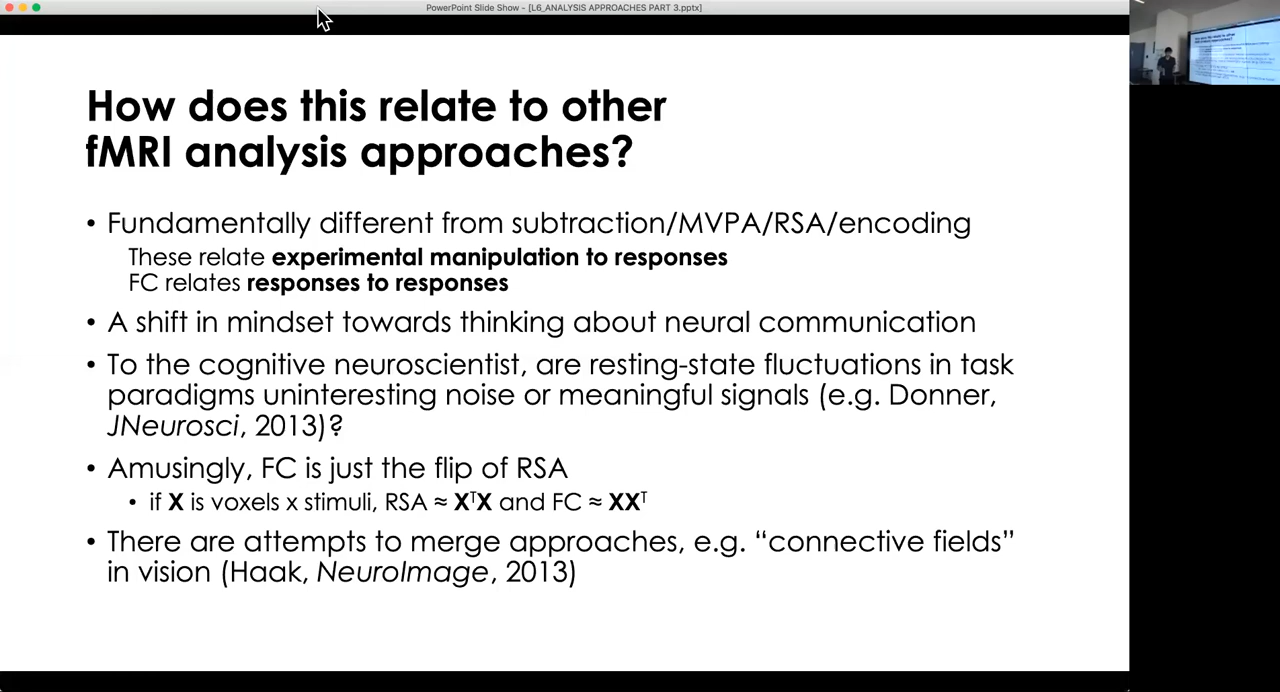 PowerPoint Slide Show - [L6_ANALYSIS APPROACHES PART 3.pptx]
How does this relate to other
fMRI analysis approaches?
• Fundamentally different from subtraction/MVPA/RSA/encoding
These relate experimental manipulation to responses
FC relates responses to responses
• A shift in mindset towards thinking about neural communication
• To the cognitive neuroscientist, are resting-state fluctuations in task
paradigms uninteresting noise or meaningful signals (e.g. Donner,
JNeurosci, 2013)?
• Amusingly, FC is just the flip of RSA
• if X is voxels x stimuli, RSA ≈ XᵀX and FC ≈ XXᵀ
• There are attempts to merge approaches, e.g. “connective fields”
in vision (Haak, NeuroImage, 2013)